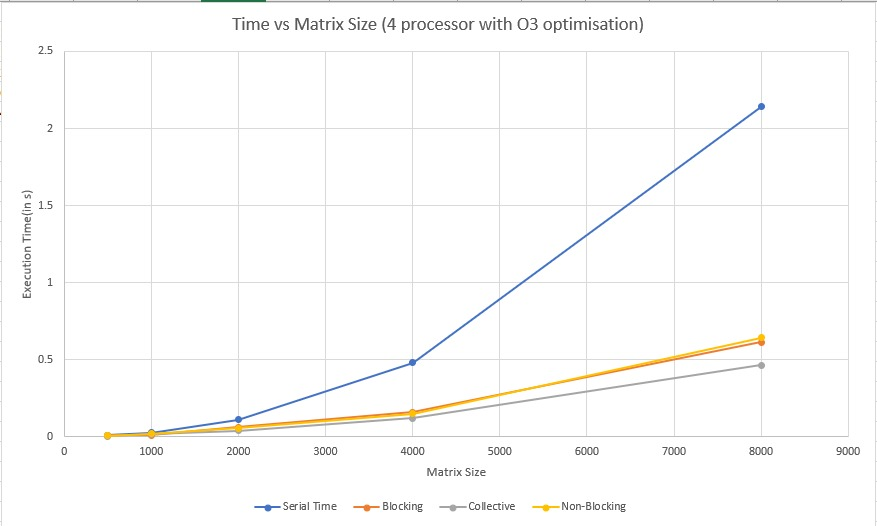 Time vs Matrix Size (4 processor with O3 optimisation)
2.5
2
1.5
1
0.5
0
Execution Time(in s)
0 1000 2000 3000 4000 5000 6000 7000 8000 9000
Matrix Size
Serial Time Blocking Collective Non-Blocking